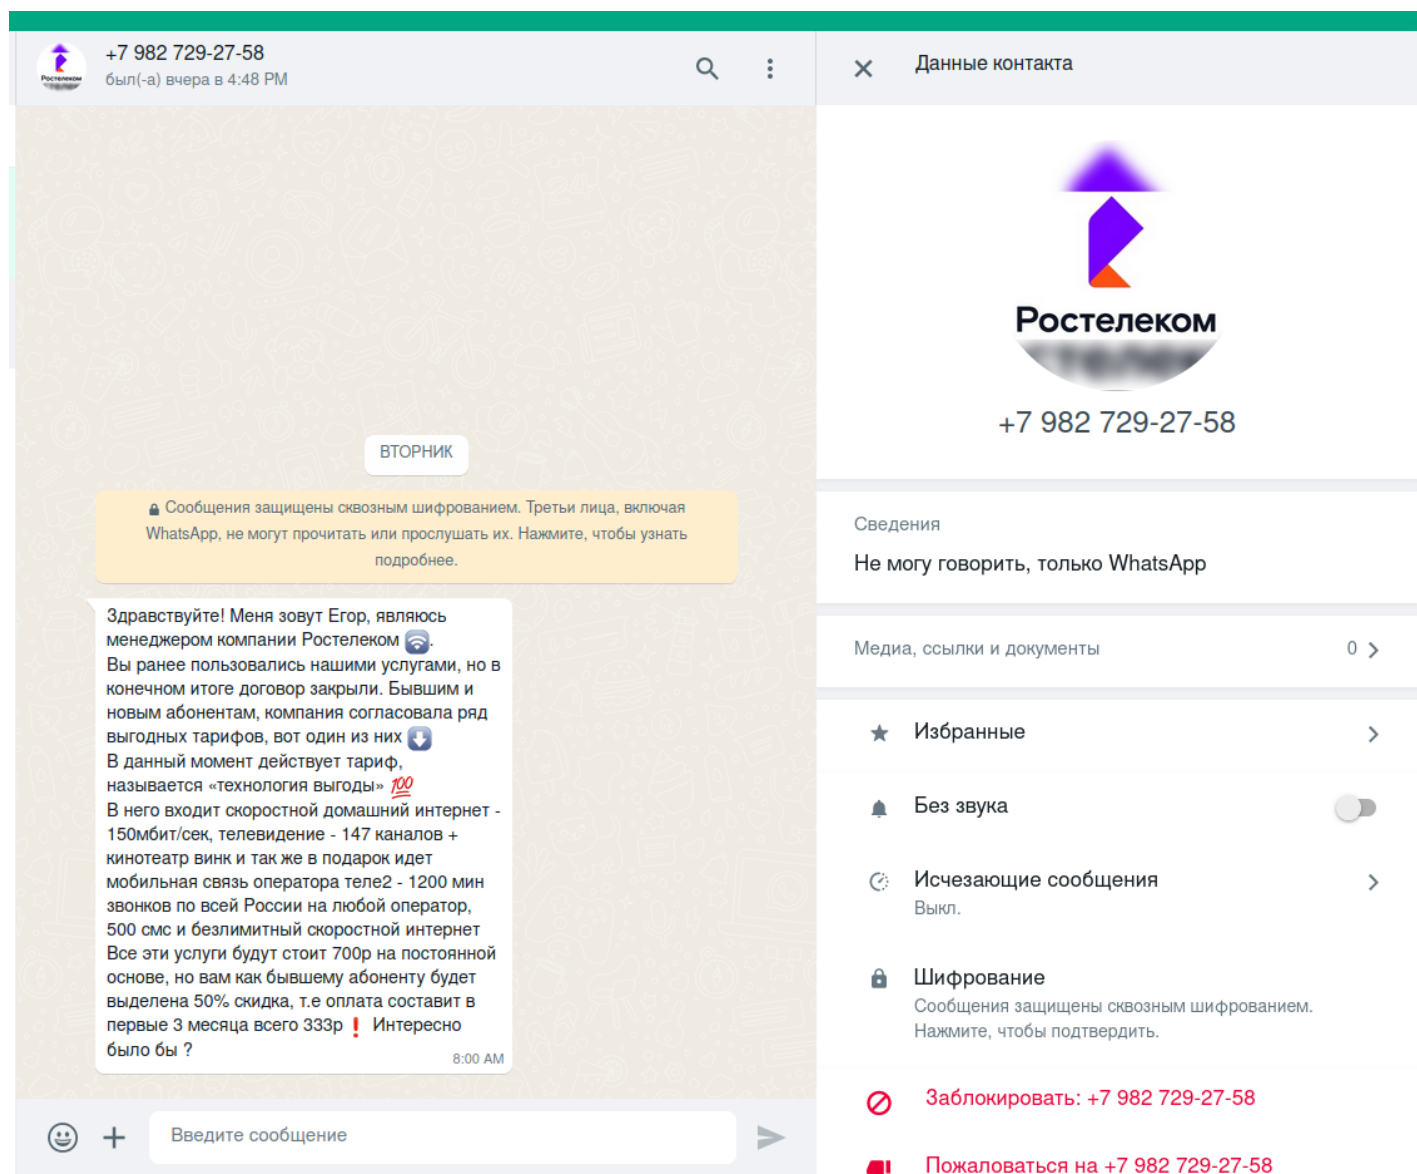 +7 982 729-27-58
был(-а) вчера в 4:48 PM
Ростелеком
ВТОРНИК
Сообщения защищены сквозным шифрованием. Третьи лица, включая
WhatsApp, не могут прочитать или прослушать их. Нажмите, чтобы узнать
подробнее.
Здравствуйте! Меня зовут Егор, являюсь
менеджером компании Ростелеком
Вы ранее пользовались нашими услугами, но в
конечном итоге договор закрыли. Бывшим и
новым абонентам, компания согласовала ряд
выгодных тарифов, вот один из них
В данный момент действует тариф,
называется «технология выгоды» 💯
В него входит скоростной домашний интернет -
150мбит/сек, телевидение - 147 каналов +
кинотеатр винк и так же в подарок идет
мобильная связь оператора теле2 - 1200 мин
звонков по всей России на любой оператор,
500 смс и безлимитный скоростной интернет
Все эти услуги будут стоит 700р на постоянной
основе, но вам как бывшему абоненту будет
выделена 50% скидка, т.е оплата составит в
первые 3 месяца всего 333р❗ Интересно
было бы ?
8:00 AM
Введите сообщение
Данные контакта
Ростелеком
+7 982 729-27-58
Сведения
Не могу говорить, только WhatsApp
Медиа, ссылки и документы 0
Избранные
Без звука
Исчезающие сообщения
Выкл.
Шифрование
Сообщения защищены сквозным шифрованием.
Нажмите, чтобы подтвердить.
Заблокировать: +7 982 729-27-58
Пожаловаться на +7 982 729-27-58